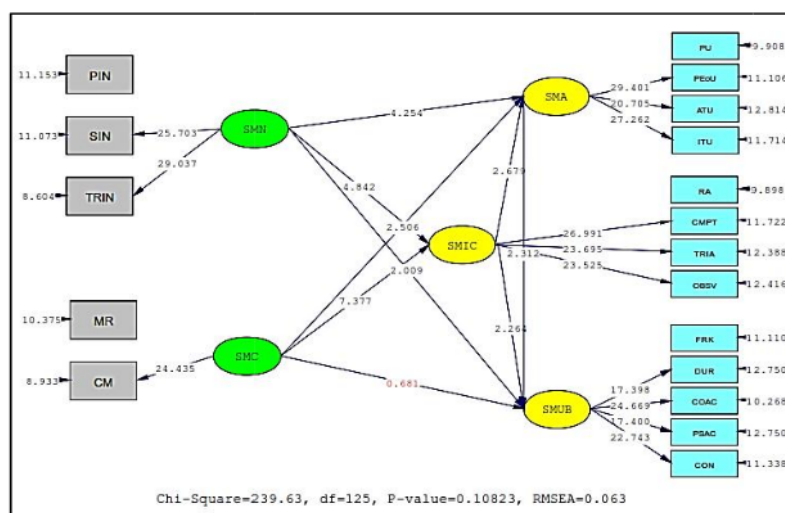 PU 9.908
11.153 PIN
29.401 PEoU 11.106
SMA
4.254 20.705 ATU 12.814
11.073 SIN 25.703 SMN
27.262 ITU 11.714
29.037
8.604 TRIN 2.679
4.842 RA 9.898
2.506 26.991 CMPT 11.722
SMIC 23.695 TRIA 12.388
2.312
2.009 23.525 OBSV 12.416
7.377
10.375 MR
2.264 FRK 11.110
SMC
17.398 DUR 12.750
8.933 CM 24.435
0.681 24.669 COAC 10.268
SMUB
17.400 PSAC 12.750
22.743 CON 11.338
Chi-Square=239.63, df=125, P-value=0.10823, RMSEA=0.063